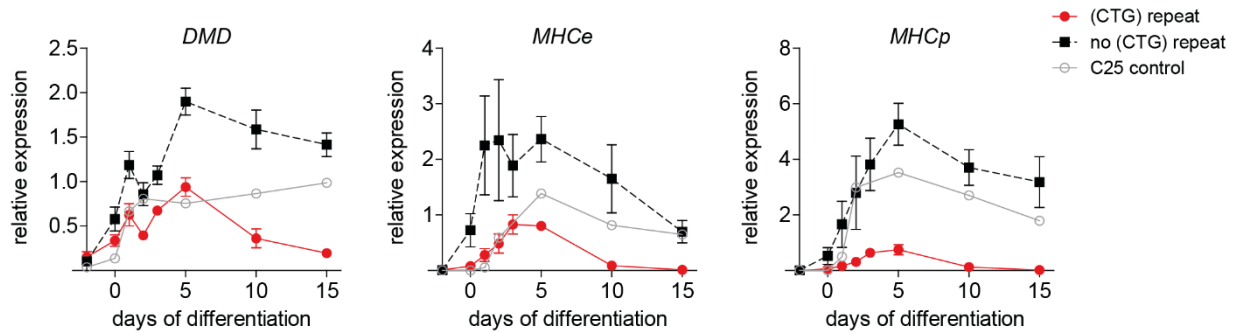 DMD
relative expression
2.5
2.0
1.5
1.0
0.5
0 5 10 15
days of differentiation
MHCe
relative expression
4
3
2
1
0
0 5 10 15
days of differentiation
MHCp
relative expression
8
6
4
2
0
0 5 10 15
days of differentiation
(CTG) repeat
no (CTG) repeat
C25 control